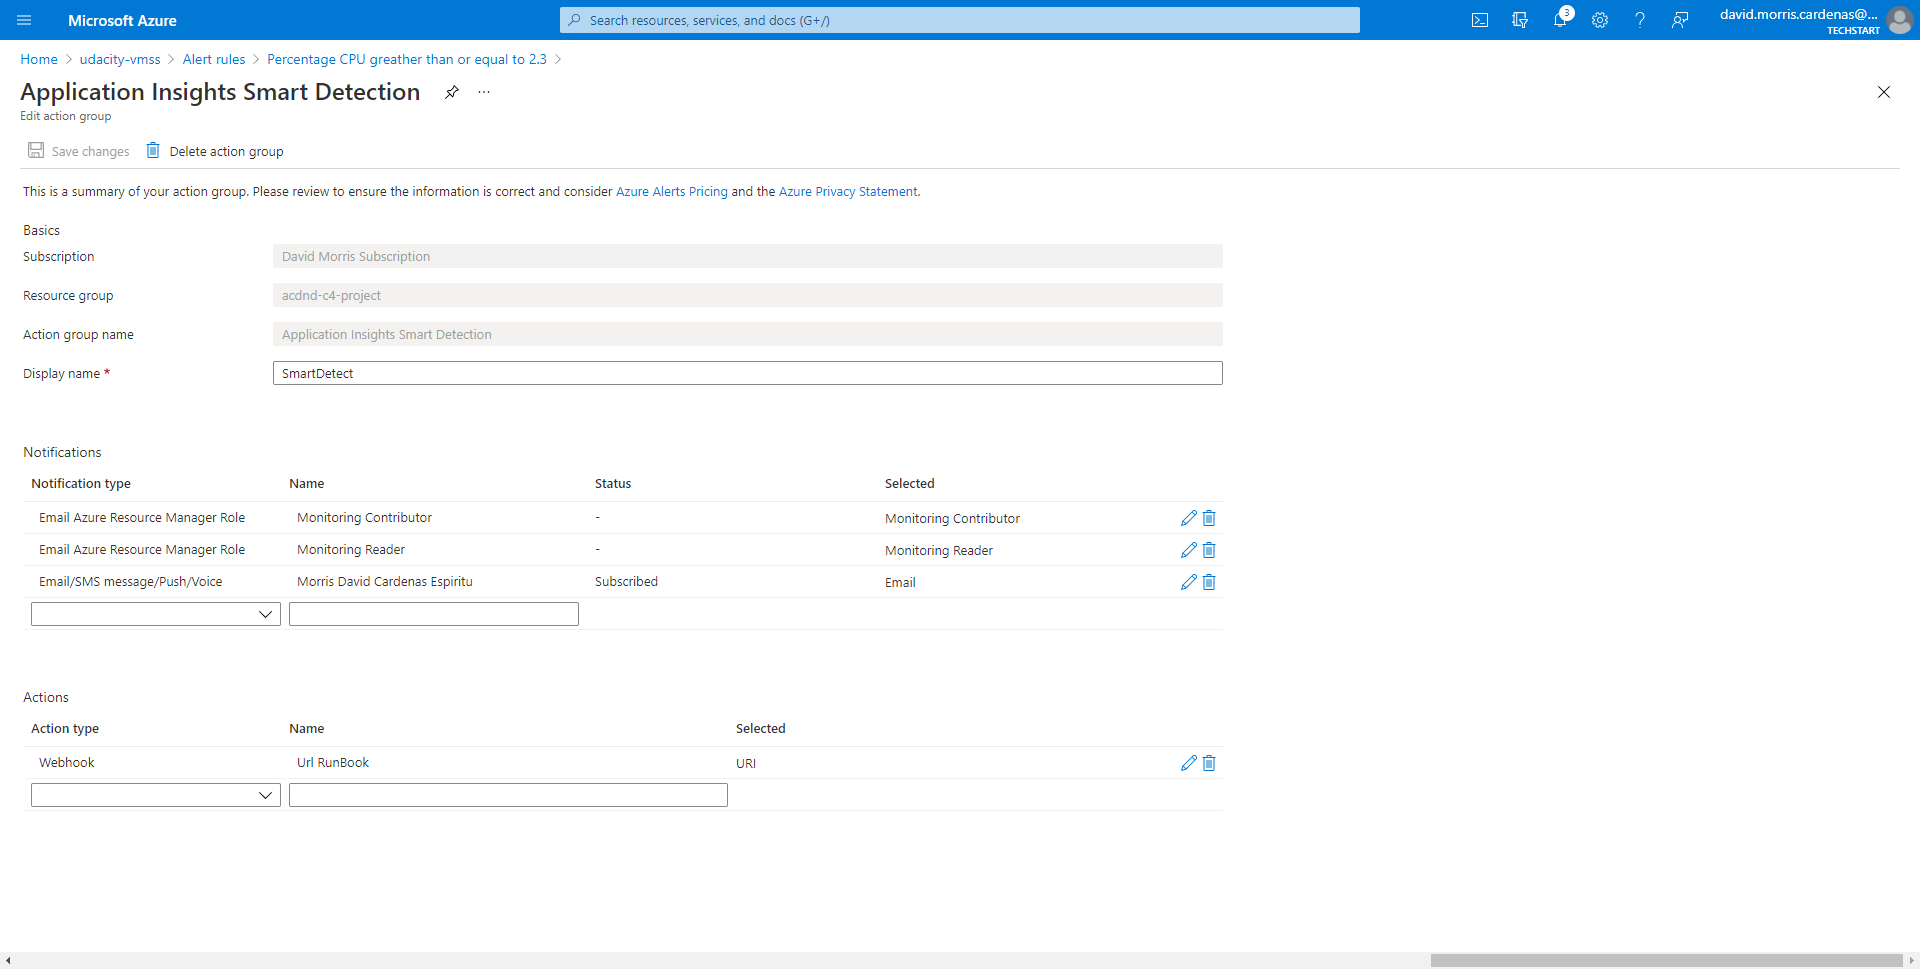 Microsoft Azure
Search resources, services, and docs (G+/)
3
david.morris.cardenas@...
TECHSTART
Home > udacity-vmss > Alert rules > Percentage CPU greather than or equal to 2.3 >
Application Insights Smart Detection ...
Edit action group
Save changes Delete action group
This is a summary of your action group. Please review to ensure the information is correct and consider Azure Alerts Pricing and the Azure Privacy Statement.
Basics
Subscription David Morris Subscription
Resource group acdnd-c4-project
Action group name Application Insights Smart Detection
Display name * SmartDetect
Notifications
Notification type Name Status Selected
Email Azure Resource Manager Role Monitoring Contributor - Monitoring Contributor
Email Azure Resource Manager Role Monitoring Reader - Monitoring Reader
Email/SMS message/Push/Voice Morris David Cardenas Espiritu Subscribed Email
Actions
Action type Name Selected
Webhook Url RunBook URI